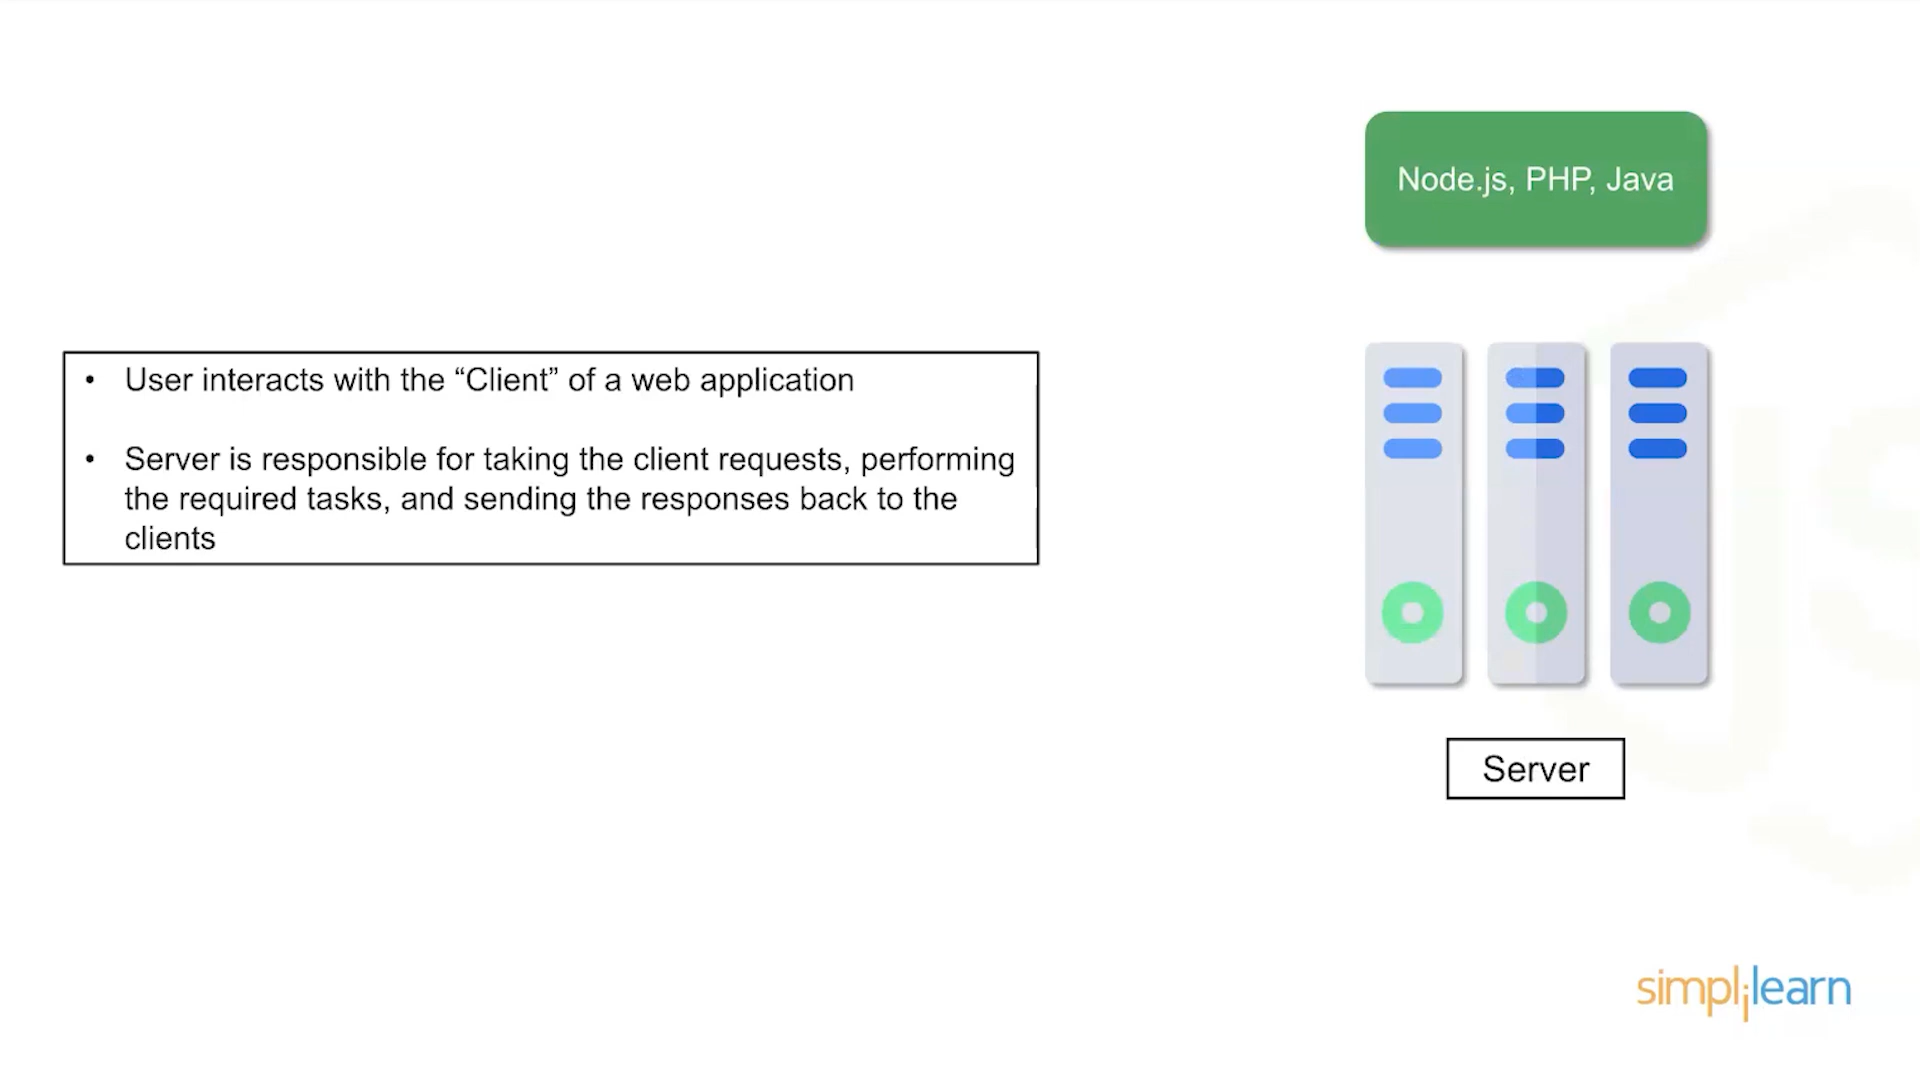 Node.js, PHP, Java
• User interacts with the “Client” of a web application
• Server is responsible for taking the client requests, performing
the required tasks, and sending the responses back to the
clients
Server
simplilearn
JS